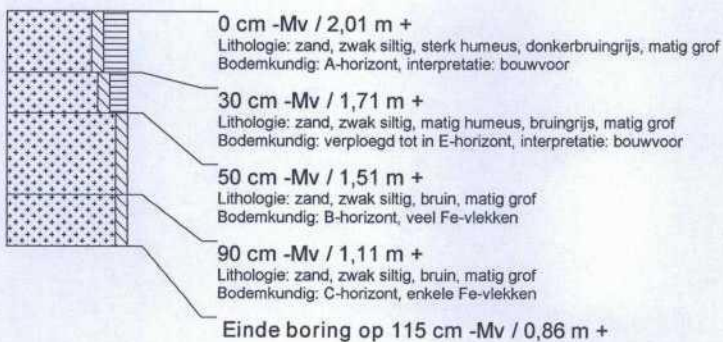 0 cm -Mv / 2,01 m +
Lithologie: zand, zwak siltig, sterk humeus, donkerbruingrijs, matig grof
Bodemkundig: A-horizont, interpretatie: bouwvoor
30 cm -Mv / 1,71 m +
Lithologie: zand, zwak siltig, matig humeus, bruingrijs, matig grof
Bodemkundig: verploegd tot in E-horizont, interpretatie: bouwvoor
50 cm -Mv / 1,51 m +
Lithologie: zand, zwak siltig, bruin, matig grof
Bodemkundig: B-horizont, veel Fe-vlekken
90 cm -Mv / 1,11 m +
Lithologie: zand, zwak siltig, bruin, matig grof
Bodemkundig: C-horizont, enkele Fe-vlekken
Einde boring op 115 cm -Mv / 0,86 m +